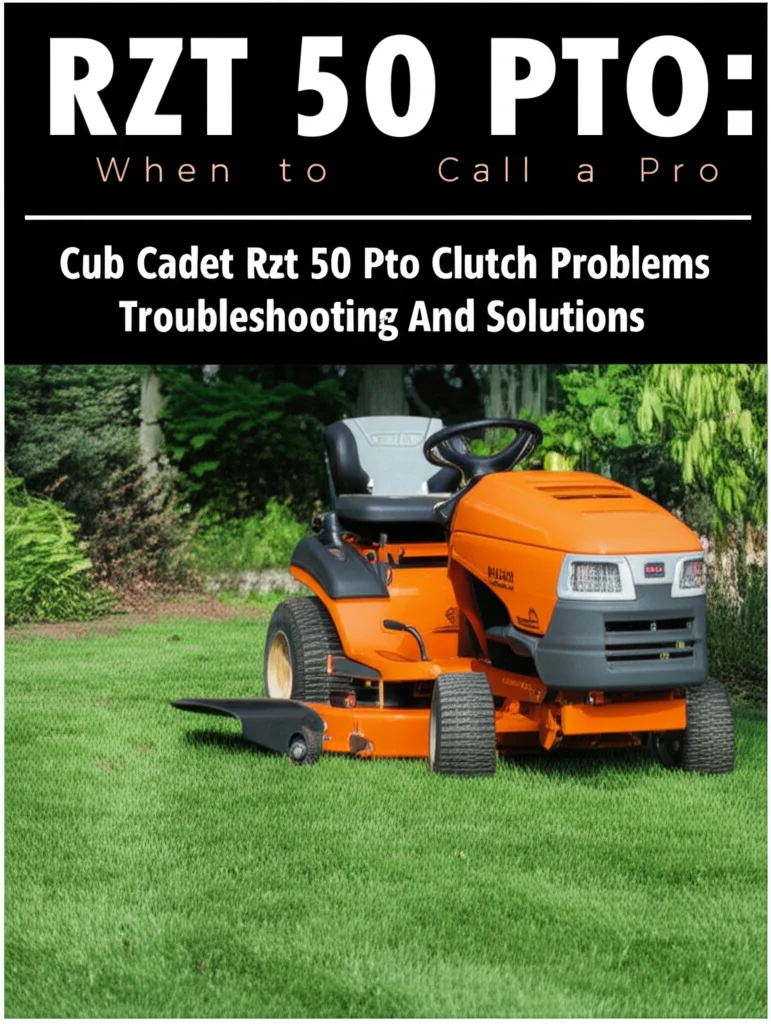 RZT 50 PTO:
When to Call a Pro
Cub Cadet Rzt 50 Pto Clutch Problems
Troubleshooting And Solutions